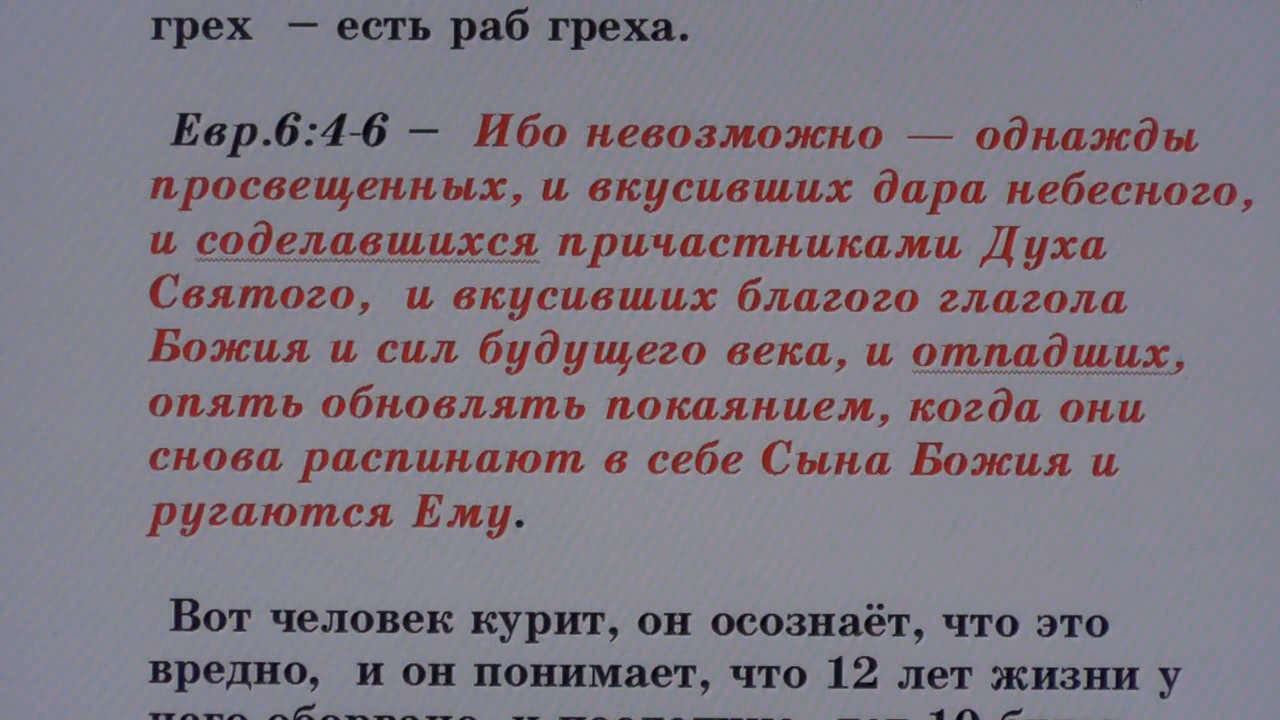 грех – есть раб греха.
Евр.6:4-6 – Ибо невозможно — однажды
просвещенных, и вкусивших дара небесного,
и соделавшихся причастниками Духа
Святого, и вкусивших благого глагола
Божия и сил будущего века, и отпадших,
опять обновлять покаянием, когда они
снова распинают в себе Сына Божия и
ругаются Ему.
Вот человек курит, он осознаёт, что это
вредно, и он понимает, что 12 лет жизни у